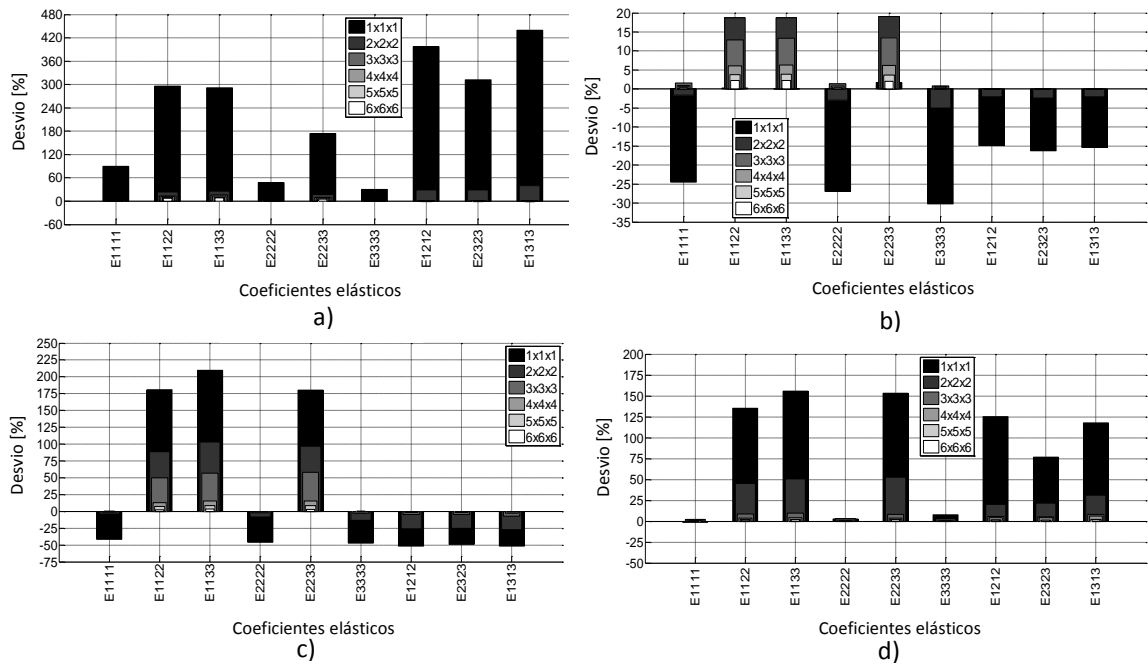 480
420
360
300
240
180
120
60
0
-60
Desvio [%]
1x1x1
2x2x2
3x3x3
4x4x4
5x5x5
6x6x6
E1111
E1122
E1133
E2222
E2233
E3333
E1212
E2323
E1313
Coeficientes elásticos
a)
20
15
10
5
0
-5
-10
-15
-20
-25
-30
-35
Desvio [%]
1x1x1
2x2x2
3x3x3
4x4x4
5x5x5
6x6x6
E1111
E1122
E1133
E2222
E2233
E3333
E1212
E2323
E1313
Coeficientes elásticos
b)
250
225
200
175
150
125
100
75
50
25
0
-25
-50
-75
Desvio [%]
1x1x1
2x2x2
3x3x3
4x4x4
5x5x5
6x6x6
E1111
E1122
E1133
E2222
E2233
E3333
E1212
E2323
E1313
Coeficientes elásticos
c)
200
175
150
125
100
75
50
25
0
-25
-50
Desvio [%]
1x1x1
2x2x2
3x3x3
4x4x4
5x5x5
6x6x6
E1111
E1122
E1133
E2222
E2233
E3333
E1212
E2323
E1313
Coeficientes elásticos
d)